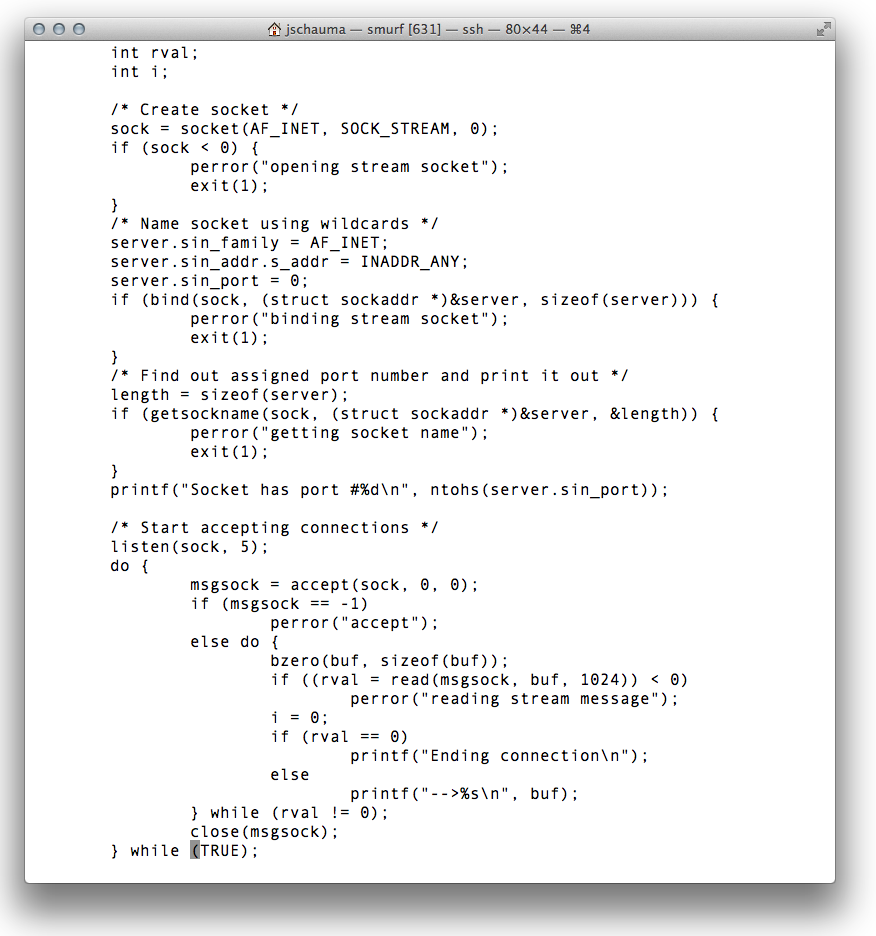 jschauma — smurf [631] — ssh — 80×44 — ⌘4
int rval;
int i;
/* Create socket */
sock = socket(AF_INET, SOCK_STREAM, 0);
if (sock < 0) {
perror("opening stream socket");
exit(1);
}
/* Name socket using wildcards */
server.sin_family = AF_INET;
server.sin_addr.s_addr = INADDR_ANY;
server.sin_port = 0;
if (bind(sock, (struct sockaddr *)&server, sizeof(server))) {
perror("binding stream socket");
exit(1);
}
/* Find out assigned port number and print it out */
length = sizeof(server);
if (getsockname(sock, (struct sockaddr *)&server, &length)) {
perror("getting socket name");
exit(1);
}
printf("Socket has port #%d\n", ntohs(server.sin_port));
/* Start accepting connections */
listen(sock, 5);
do {
msgsock = accept(sock, 0, 0);
if (msgsock == -1)
perror("accept");
else do {
bzero(buf, sizeof(buf));
if ((rval = read(msgsock, buf, 1024)) < 0)
perror("reading stream message");
i = 0;
if (rval == 0)
printf("Ending connection\n");
else
printf("-->%s\n", buf);
} while (rval != 0);
close(msgsock);
} while (TRUE);